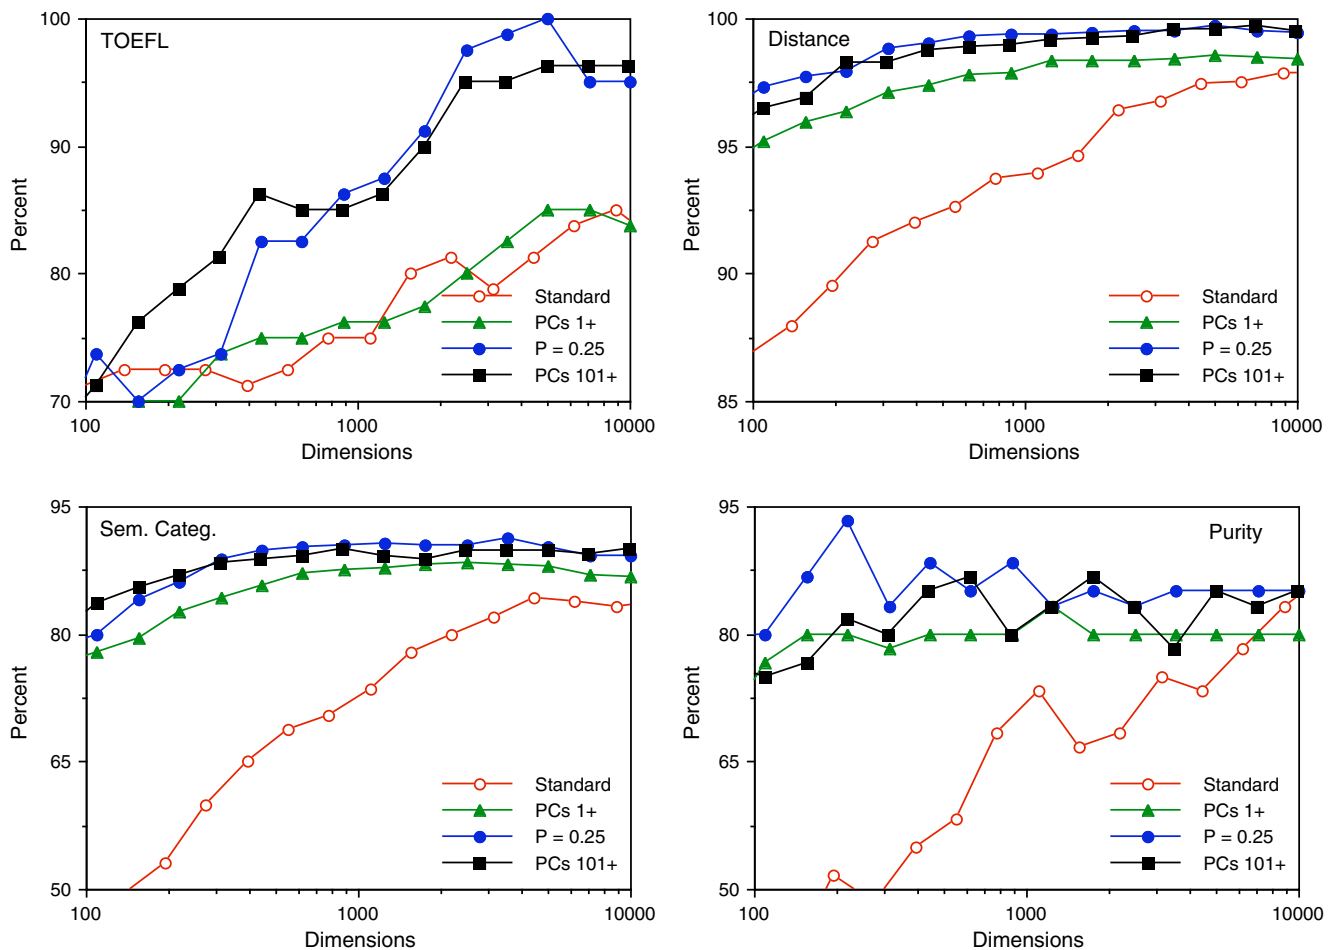 TOEFL
100
90
80
70
Percent
Standard
PCs 1+
P = 0.25
PCs 101+
100
1000
10000
Dimensions
Distance
100
95
90
85
Percent
Standard
PCs 1+
P = 0.25
PCs 101+
100
1000
10000
Dimensions
Sem. Categ.
95
80
65
50
Percent
Standard
PCs 1+
P = 0.25
PCs 101+
100
1000
10000
Dimensions
Purity
95
80
65
50
Percent
Standard
PCs 1+
P = 0.25
PCs 101+
100
1000
10000
Dimensions